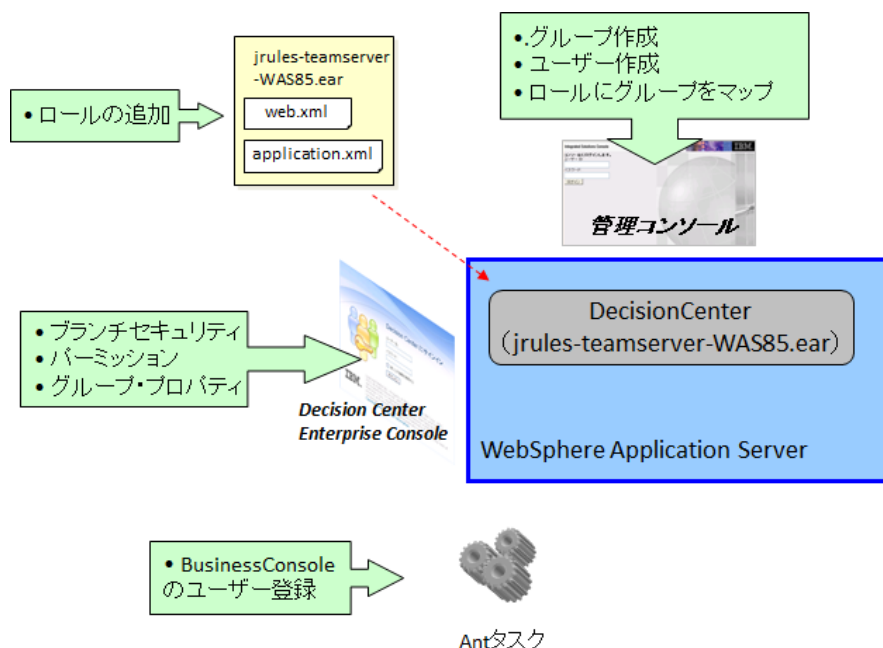 jrules-teamserver
-WAS85.ear
web.xml
application.xml
• ロールの追加
•.グループ作成
• ユーザー作成
• ロールにグループをマップ
Integrated Solutions Console
IBM.
管理コンソール
• ブランチセキュリティ
• パーミッション
• グループ・プロパティ
IBM.
Decision Center
Enterprise Console
DecisionCenter
（jrules-teamserver-WAS85.ear）
WebSphere Application Server
• BusinessConsole
のユーザー登録
Antタスク